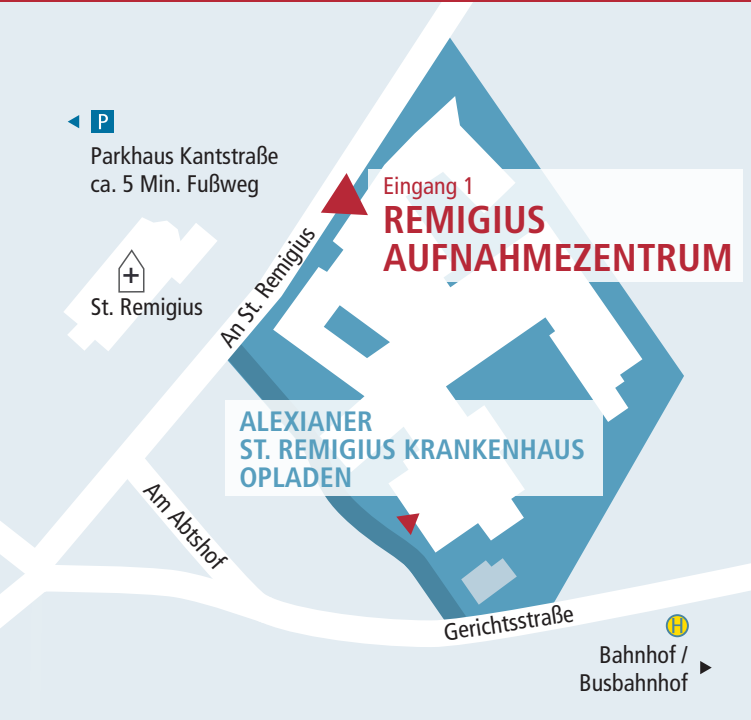 P
Parkhaus Kantstraße
ca. 5 Min. Fußweg
Eingang 1
REMIGIUS
AUFNAHMEZENTRUM
An St. Remigius
St. Remigius
ALEXIANER
ST. REMIGIUS KRANKENHAUS
OPLADEN
Am Abtshof
Gerichtsstraße
H
Bahnhof /
Busbahnhof